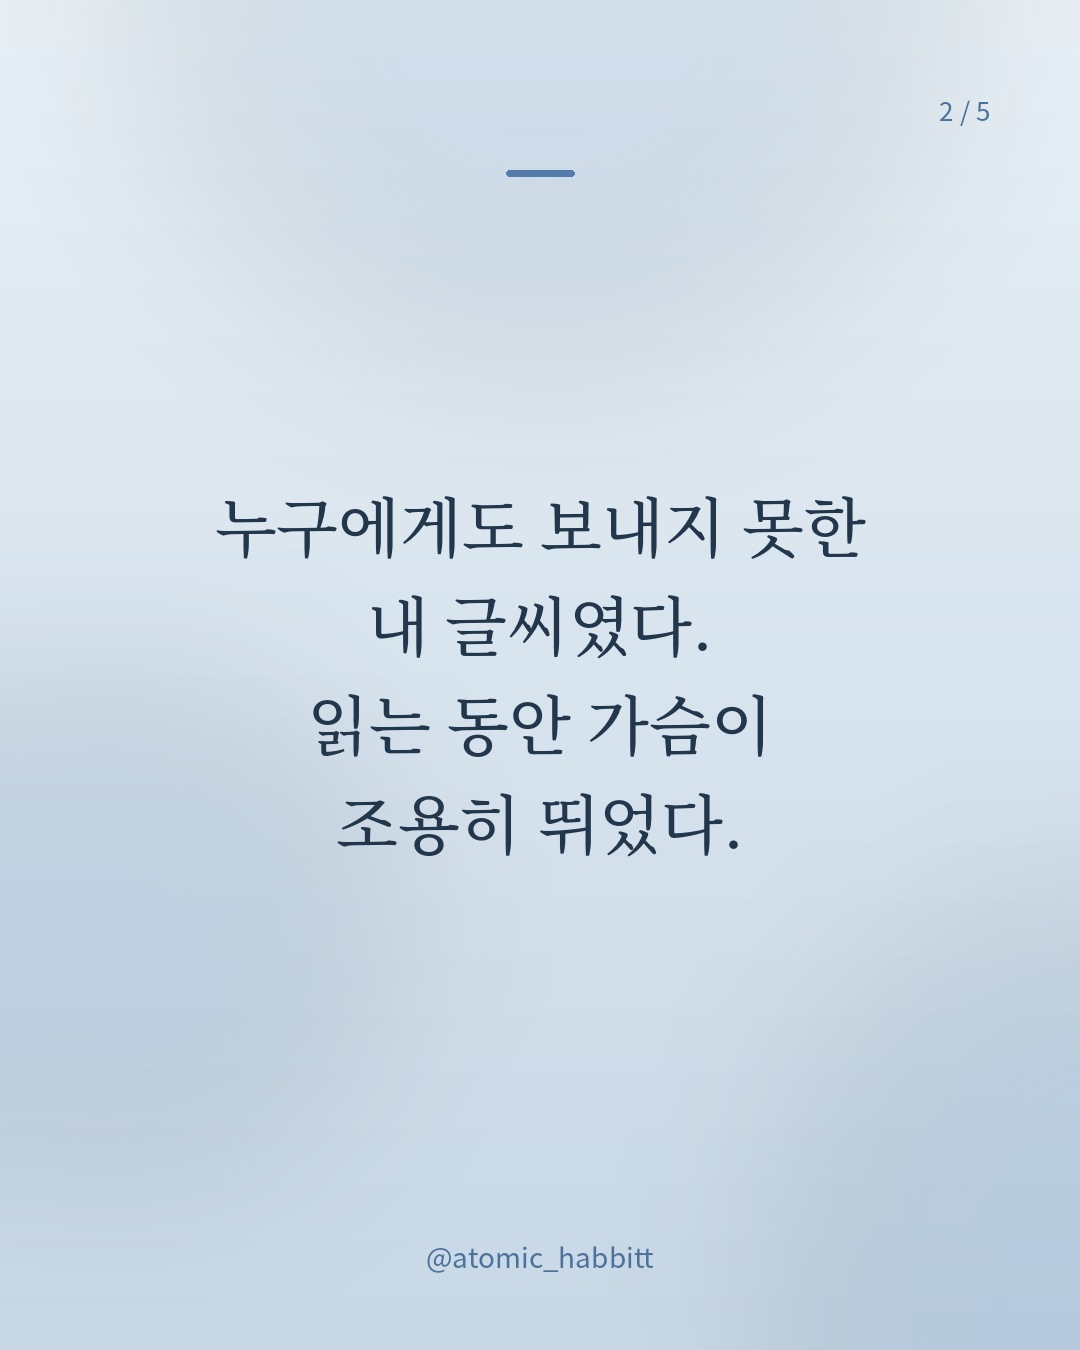 2 / 5
누구에게도 보내지 못한
내 글씨였다.
읽는 동안 가슴이
조용히 뛰었다.
@atomic_habbitt